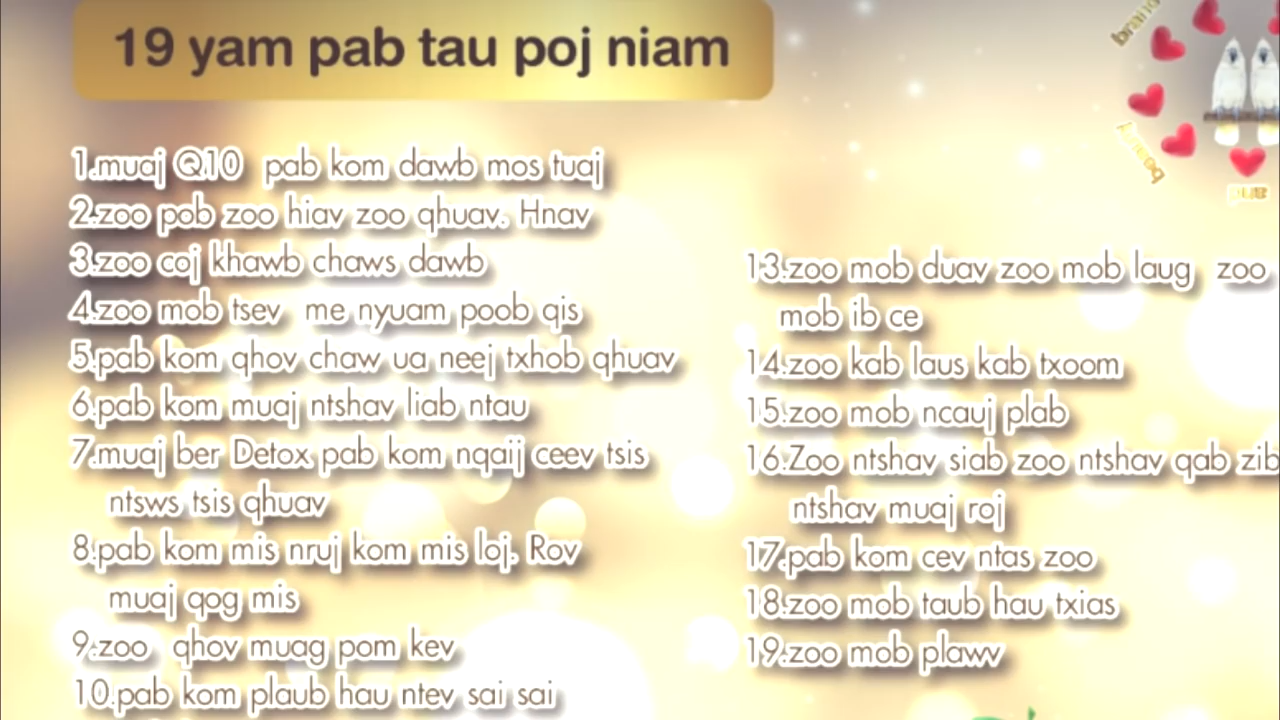 19 yam pab tau poj niam
1.muaj Q10 pab kom dawb mos tuaj
2.zoo pob zoo hiav zoo qhuav. Hnav
3.zoo coj khawb chaws dawb
4.zoo mob tsev me nyuam poob qis
5.pab kom qhov chaw ua neej txhob qhuav
6.pab kom muaj ntshav liab ntau
7.muaj ber Detox pab kom nqaij ceev tsis
ntsws tsis qhuav
8.pab kom mis nruj kom mis loj. Rov
muaj qog mis
9.zoo qhov muag pom kev
10.pab kom plaub hau ntev sai sai
13.zoo mob duav zoo mob laug zoo
mob ib ce
14.zoo kab laus kab txoom
15.zoo mob ncauj plab
16.Zoo ntshav siab zoo ntshav qab zib
ntshav muaj roj
17.pab kom cev ntas zoo
18.zoo mob taub hau txias
19.zoo mob plawv
brand